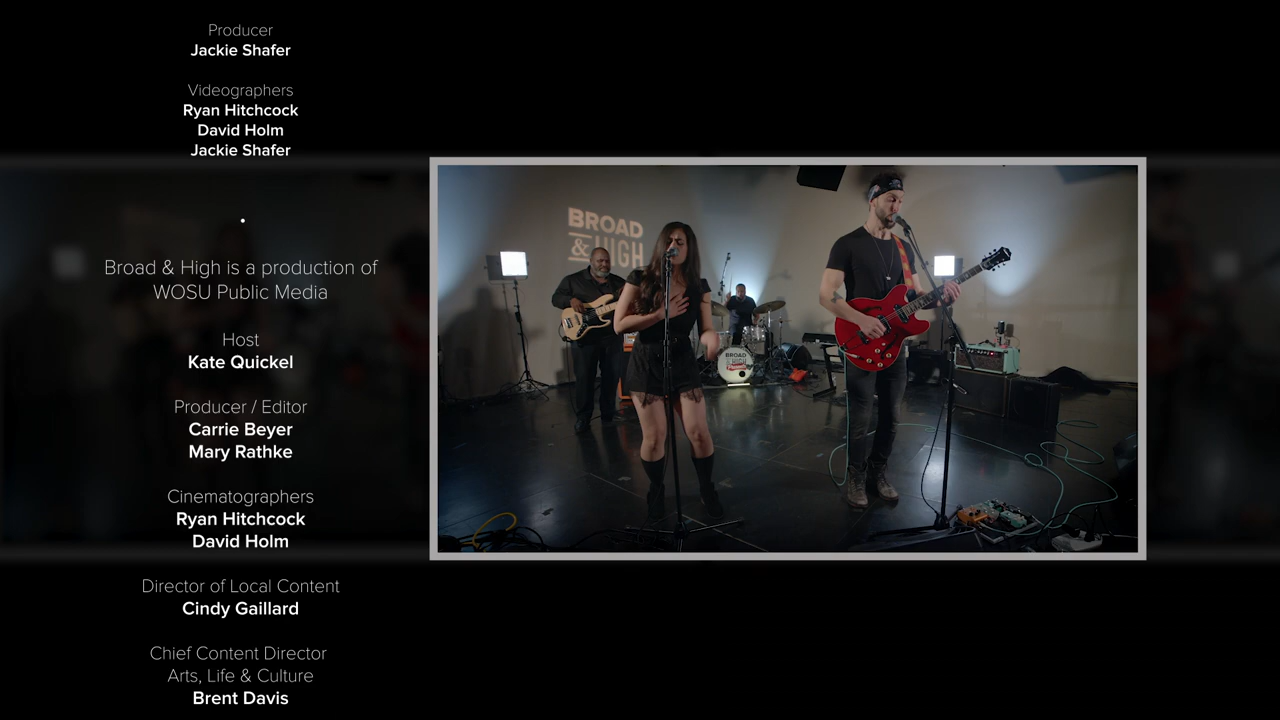 Producer
Jackie Shafer
Videographers
Ryan Hitchcock
David Holm
Jackie Shafer
Broad & High is a production of
WOSU Public Media
Host
Kate Quickel
Producer / Editor
Carrie Beyer
Mary Rathke
Cinematographers
Ryan Hitchcock
David Holm
Director of Local Content
Cindy Gaillard
Chief Content Director
Arts, Life & Culture
Brent Davis
BROAD
& HIGH
BROAD
& HIGH